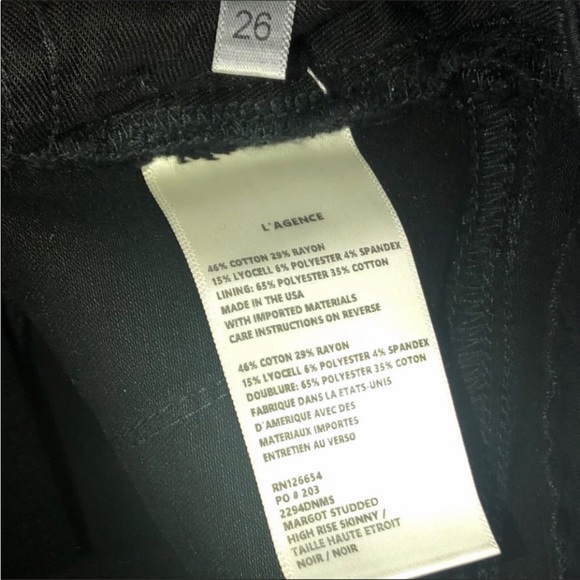 26
L'AGENCE
46% COTTON 29% RAYON
15% LYOCELL 6% POLYESTER 4% SPANDEX
LINING: 65% POLYESTER 35% COTTON
MADE IN THE USA
WITH IMPORTED MATERIALS
CARE INSTRUCTIONS ON REVERSE
46% COTON 29% RAYON
15% LYOCELL 6% POLYESTER 4% SPANDEX
DOUBLURE: 65% POLYESTER 35% COTON
FABRIQUE DANS LA ETATS-UNIS
D'AMERIQUE AVEC DES
MATERIAUX IMPORTES
ENTRETIEN AU VERSO
RN126654
PO # 203
2294DNMS
MARGOT STUDDED
HIGH RISE SKINNY /
TAILLE HAUTE ETROIT
NOIR / NOIR